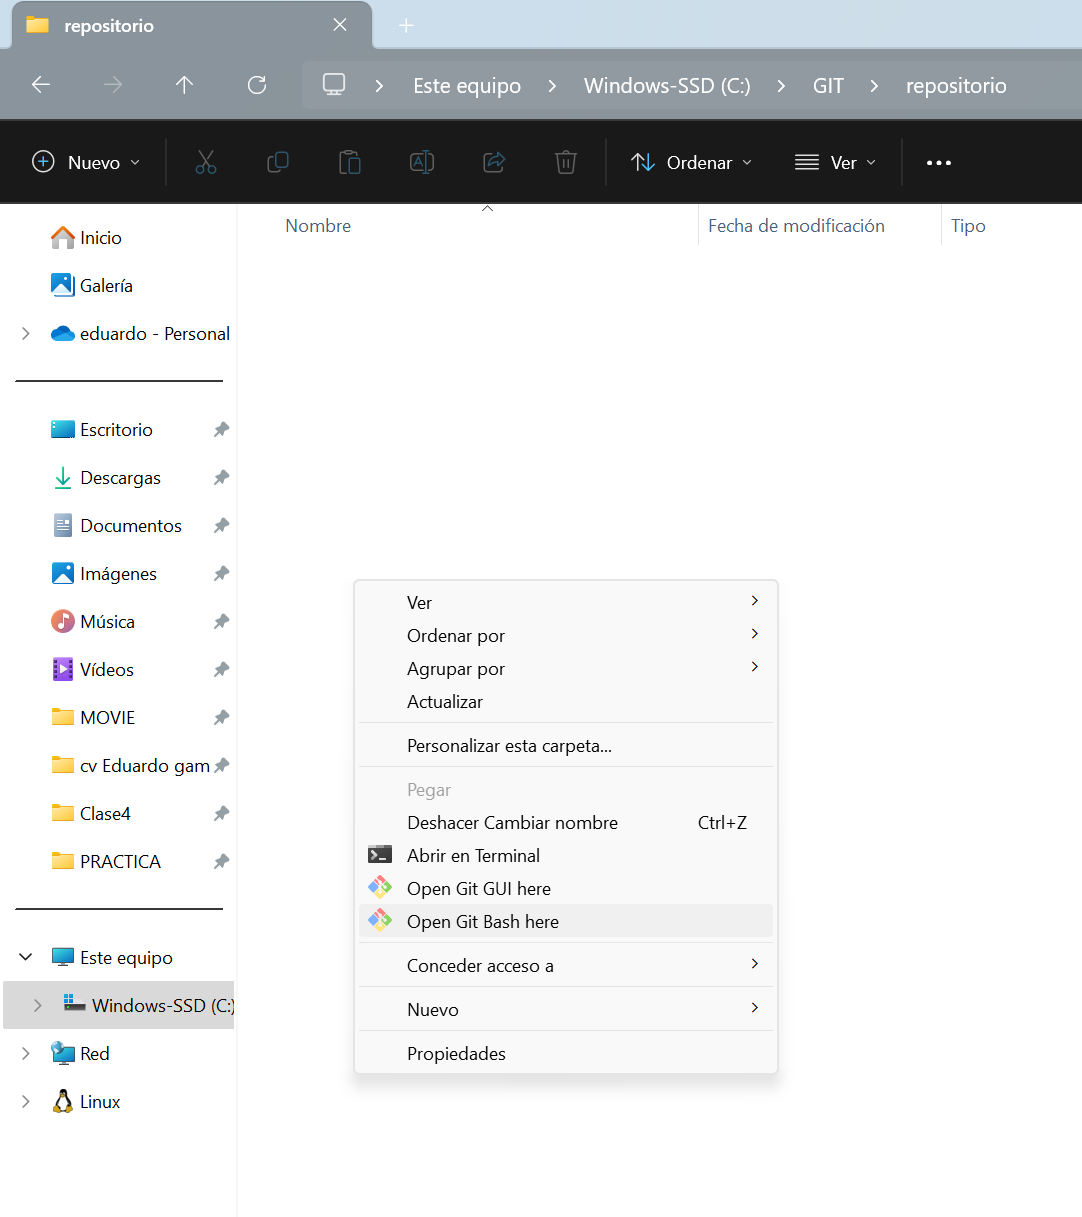 repositorio
Este equipo > Windows-SSD (C:) > GIT > repositorio
Nuevo
Ordenar
Ver
Nombre
Fecha de modificación
Tipo
Inicio
Galería
eduardo - Personal
Escritorio
Descargas
Documentos
Imágenes
Música
Vídeos
MOVIE
cv Eduardo gam
Clase4
PRACTICA
Este equipo
Windows-SSD (C:)
Red
Linux
Ver
Ordenar por
Agrupar por
Actualizar
Personalizar esta carpeta...
Pegar
Deshacer Cambiar nombre Ctrl+Z
Abrir en Terminal
Open Git GUI here
Open Git Bash here
Conceder acceso a
Nuevo
Propiedades